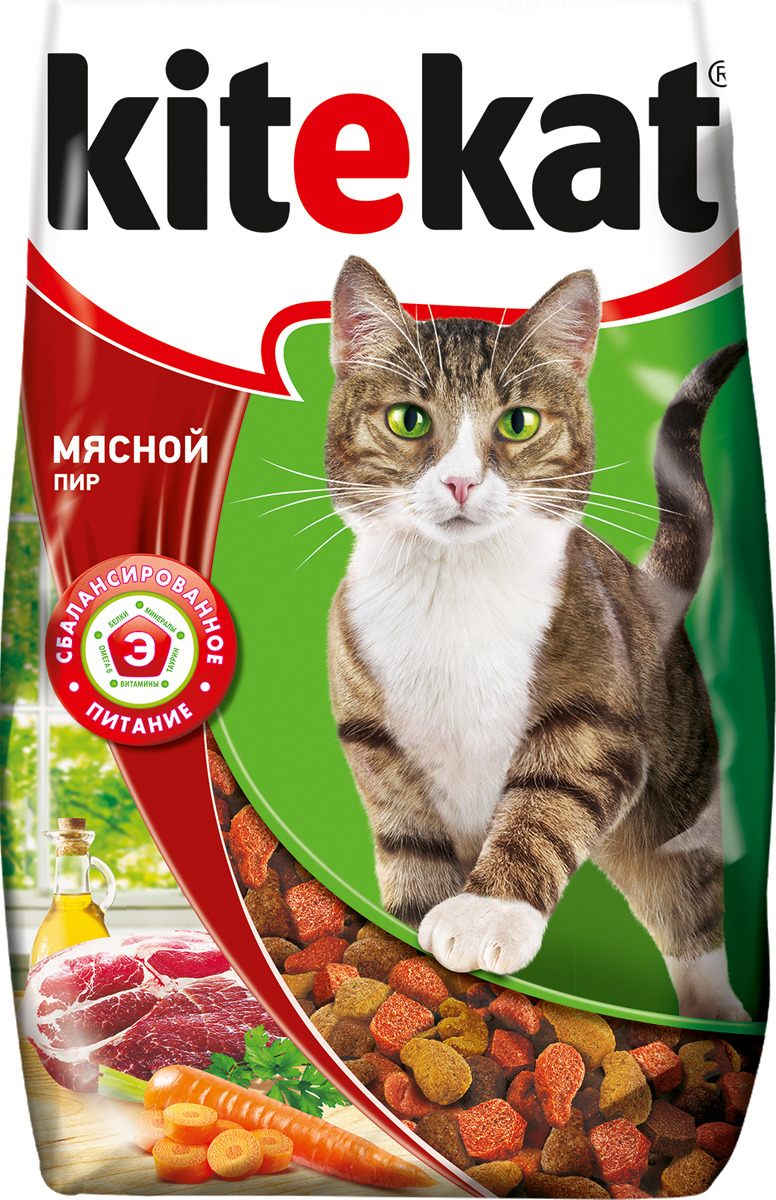 kitekat®
МЯСНОЙ
ПИР
СБАЛАНСИРОВАННОЕ
БЕЛКИ
МИНЕРАЛЫ
ОМЕГА 6
Э
ТАУРИН
ВИТАМИНЫ
ПИТАНИЕ